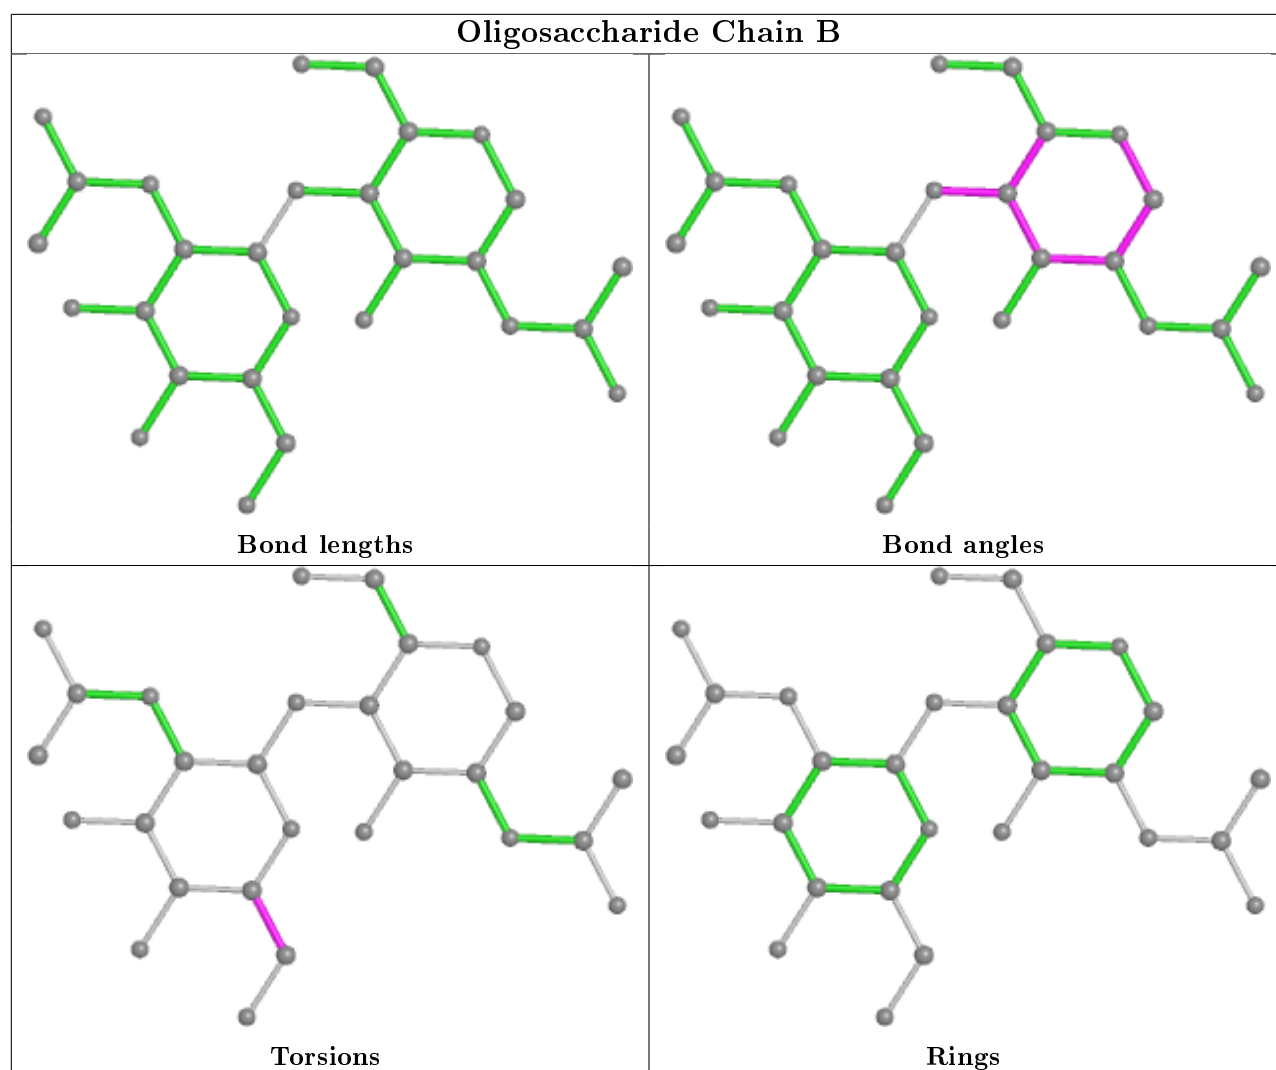 Oligosaccharide Chain B
Bond lengths
Bond angles
Torsions
Rings